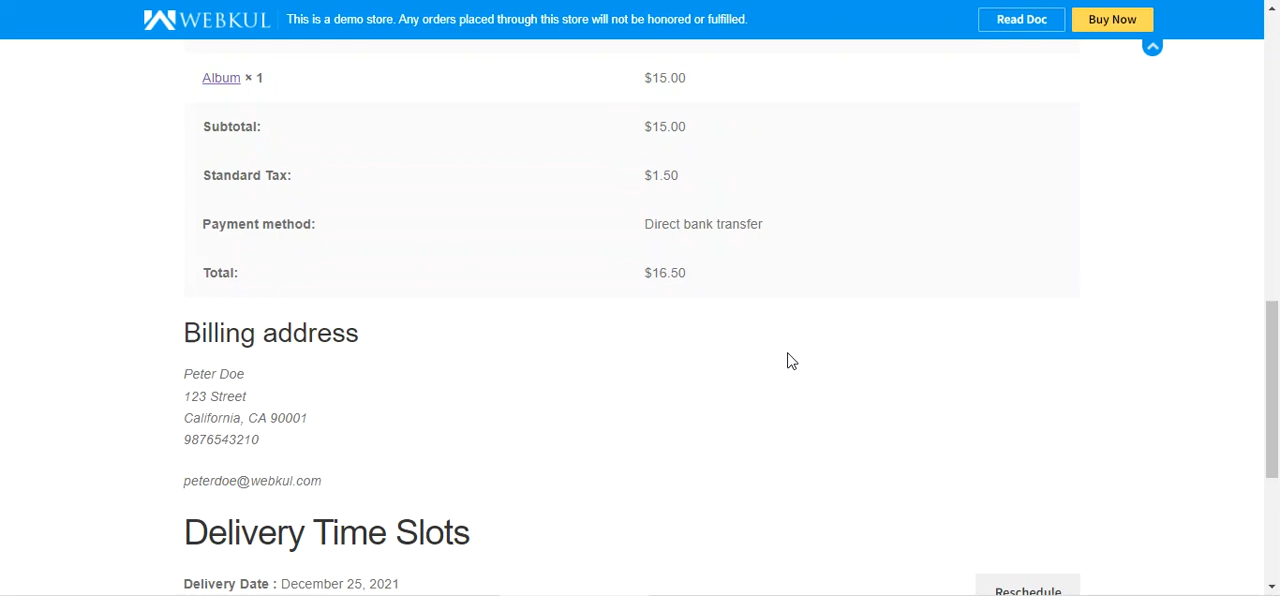 WEBKUL This is a demo store. Any orders placed through this store will not be honored or fulfilled. Read Doc Buy Now
Album × 1 $15.00
Subtotal: $15.00
Standard Tax: $1.50
Payment method: Direct bank transfer
Total: $16.50
Billing address
Peter Doe
123 Street
California, CA 90001
9876543210
peterdoe@webkul.com
Delivery Time Slots
Delivery Date : December 25, 2021
Reschedule